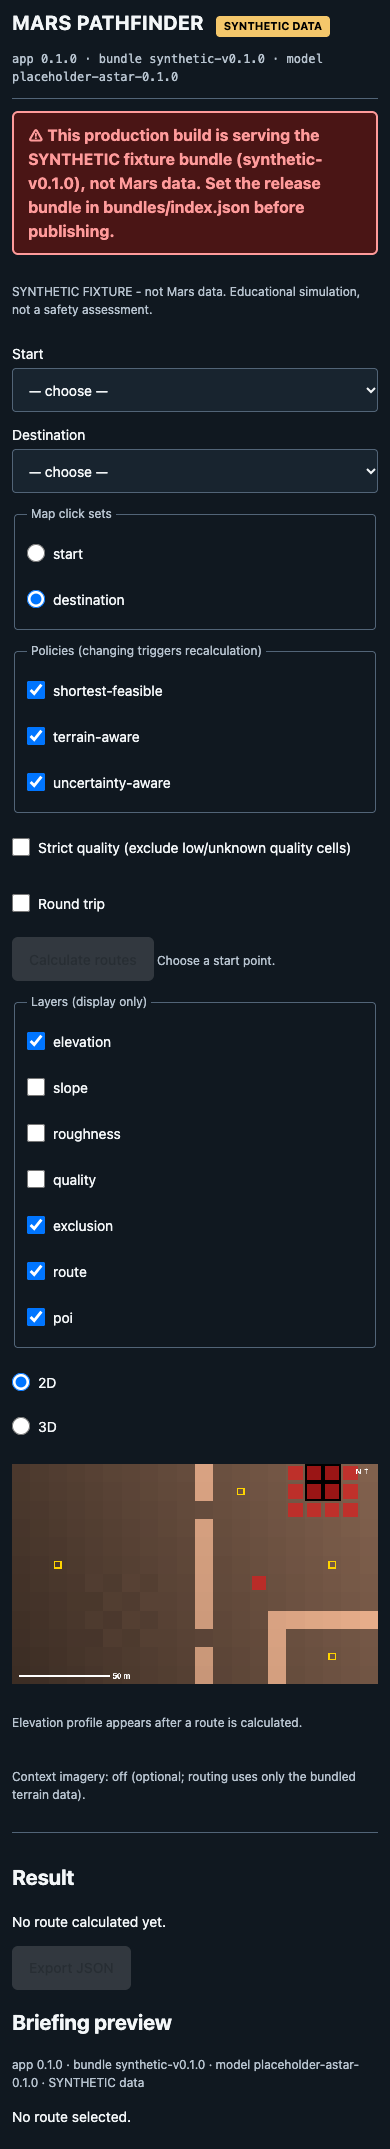 MARS PATHFINDER SYNTHETIC DATA
app 0.1.0 · bundle synthetic-v0.1.0 · model
placeholder-astar-0.1.0
⚠ This production build is serving the
SYNTHETIC fixture bundle (synthetic-
v0.1.0), not Mars data. Set the release
bundle in bundles/index.json before
publishing.
SYNTHETIC FIXTURE - not Mars data. Educational simulation,
not a safety assessment.
Start
— choose —
Destination
— choose —
Map click sets
start
destination
Policies (changing triggers recalculation)
shortest-feasible
terrain-aware
uncertainty-aware
Strict quality (exclude low/unknown quality cells)
Round trip
Calculate routes Choose a start point.
Layers (display only)
elevation
slope
roughness
quality
exclusion
route
poi
2D
3D
N ↑
50 m
Elevation profile appears after a route is calculated.
Context imagery: off (optional; routing uses only the bundled
terrain data).
Result
No route calculated yet.
Export JSON
Briefing preview
app 0.1.0 · bundle synthetic-v0.1.0 · model placeholder-astar-
0.1.0 · SYNTHETIC data
No route selected.